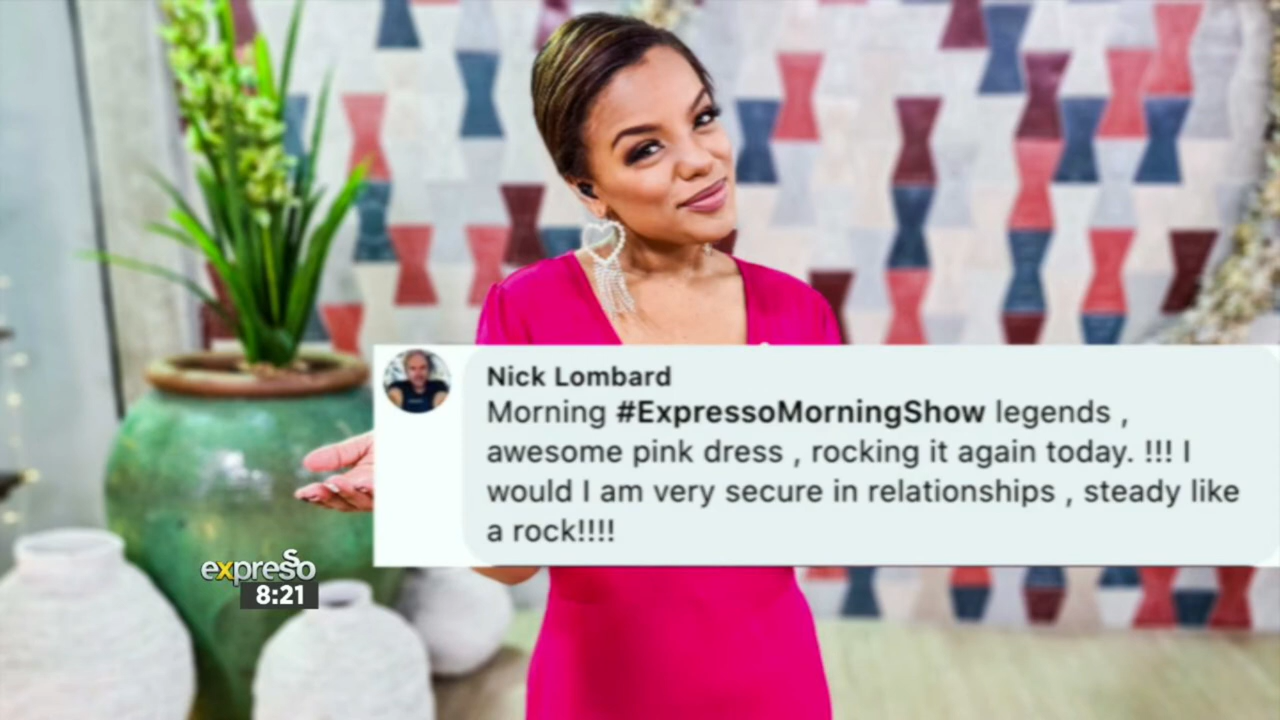 Nick Lombard
Morning #ExpressoMorningShow legends ,
awesome pink dress , rocking it again today. !!! I
would I am very secure in relationships , steady like
a rock!!!!
expresso
8:21